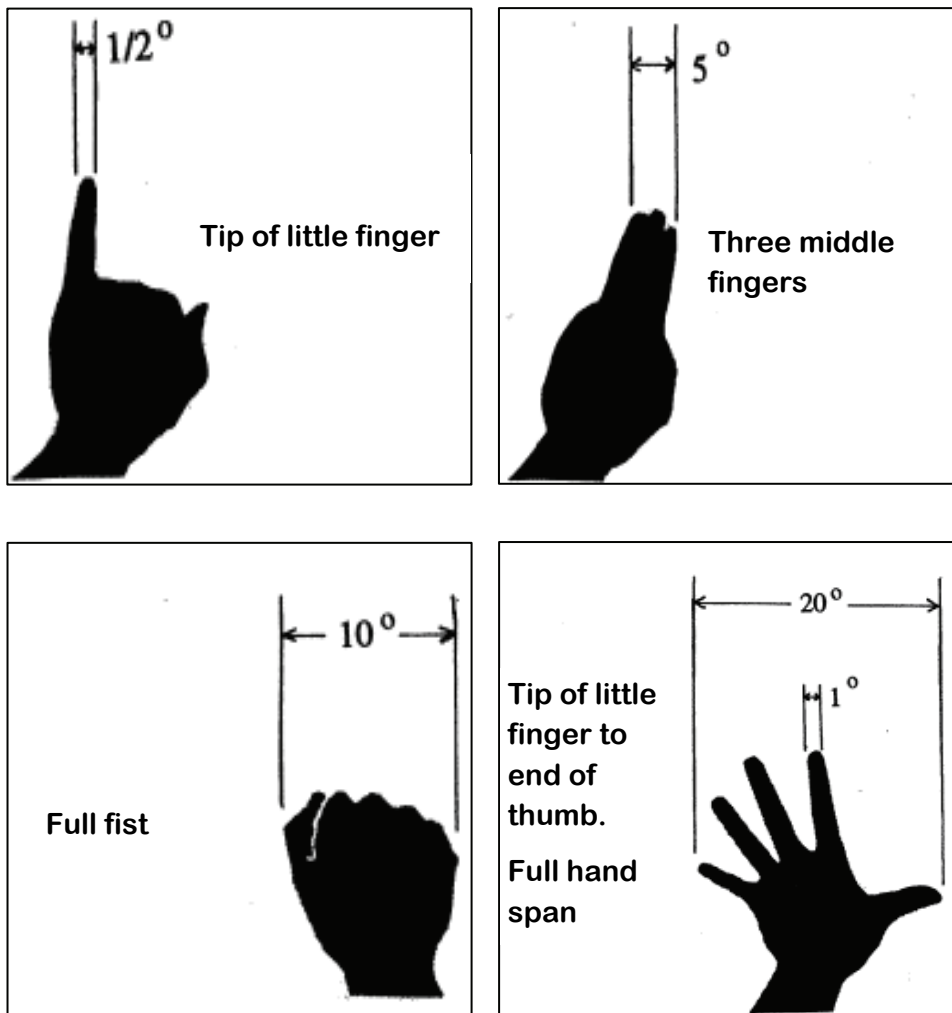 1/2°
Tip of little finger
5°
Three middle
fingers
10°
Full fist
20°
1°
Tip of little
finger to
end of
thumb.
Full hand
span